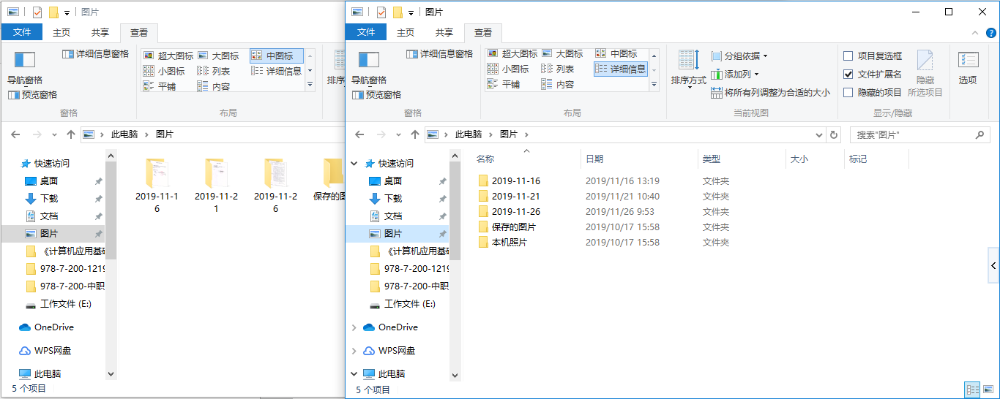 图片
文件 主页 共享 查看
导航窗格
预览窗格
详细信息窗格
窗格
超大图标 大图标 中图标
小图标 列表 详细信息
平铺 内容
布局
排序
此电脑 图片
快速访问
桌面
下载
文档
图片
《计算机应用基础
978-7-200-1219
978-7-200-中职
工作文件 (E:)
OneDrive
WPS网盘
此电脑
2019-11-1
6
2019-11-2
1
2019-11-2
6
保存的图
5 个项目
图片
文件 主页 共享 查看
导航窗格
预览窗格
详细信息窗格
窗格
超大图标 大图标 中图标
小图标 列表 详细信息
平铺 内容
布局
排序方式
分组依据
添加列
将所有列调整为合适的大小
当前视图
项目复选框
文件扩展名
隐藏的项目
隐藏
所选项目
显示/隐藏
选项
此电脑 图片
搜索"图片"
快速访问
桌面
下载
文档
图片
《计算机应用基础
978-7-200-1219
978-7-200-中职
工作文件 (E:)
OneDrive
WPS网盘
此电脑
名称 日期 类型 大小 标记
2019-11-16 2019/11/16 13:19 文件夹
2019-11-21 2019/11/21 10:40 文件夹
2019-11-26 2019/11/26 9:53 文件夹
保存的图片 2019/10/17 15:58 文件夹
本机照片 2019/10/17 15:58 文件夹
5 个项目